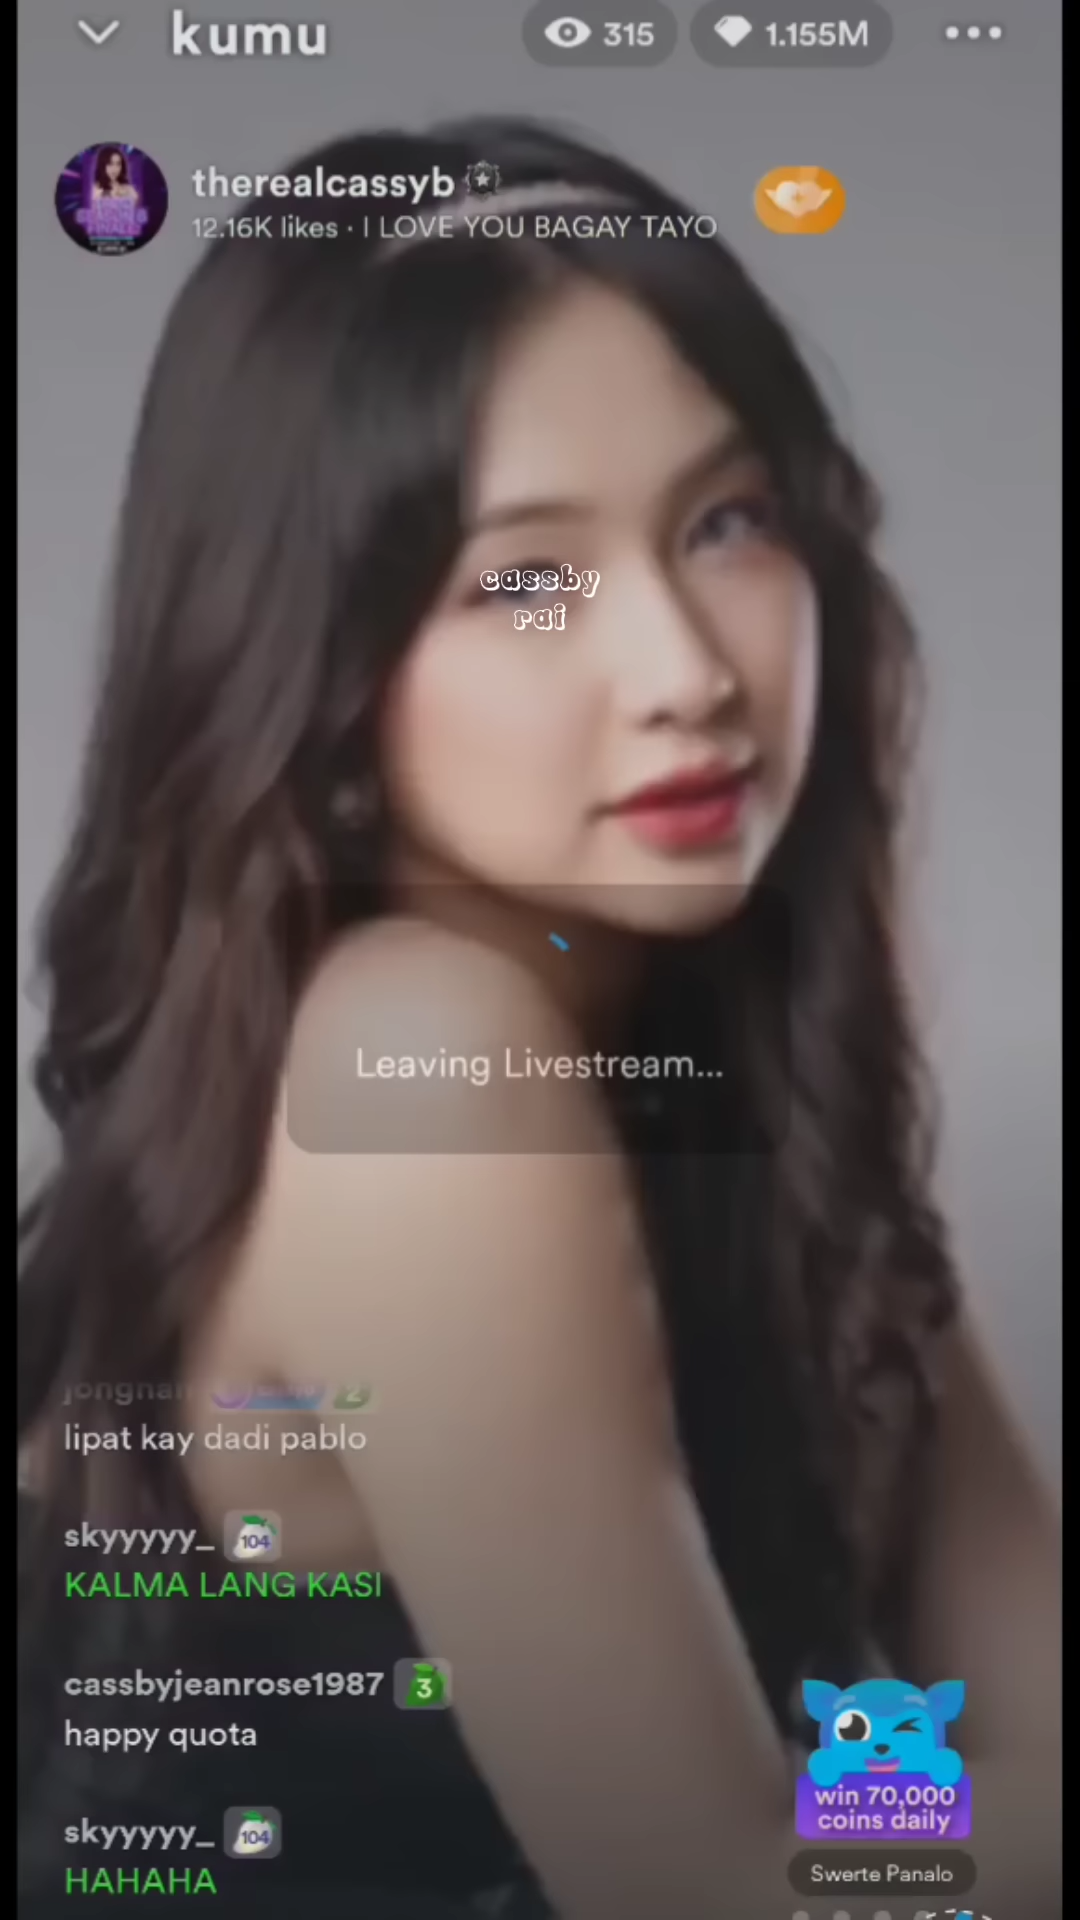 kumu
315
1.155M
therealcassyb
12.16K likes · I LOVE YOU BAGAY TAYO
cassby
rai
Leaving Livestream...
lipat kay dadi pablo
skyyyyy_ 104
KALMA LANG KASI
cassbyjeanrose1987 3
happy quota
skyyyyy_ 104
HAHAHA
win 70,000
coins daily
Swerte Panalo